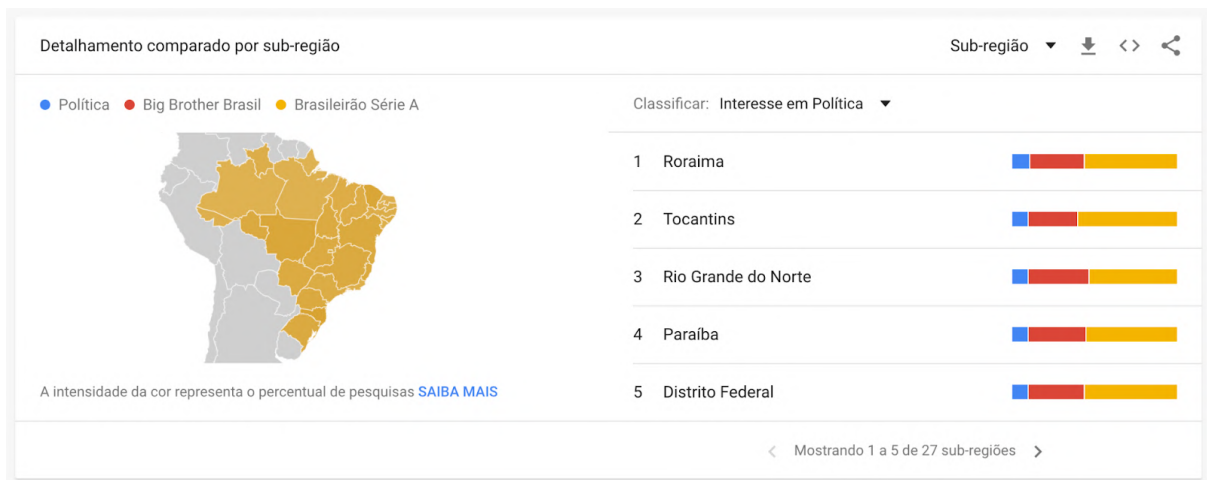 Detalhamento comparado por sub-região
Sub-região
Política Big Brother Brasil Brasileirão Série A
Classificar: Interesse em Política
1 Roraima
2 Tocantins
3 Rio Grande do Norte
4 Paraíba
5 Distrito Federal
A intensidade da cor representa o percentual de pesquisas SAIBA MAIS
Mostrando 1 a 5 de 27 sub-regiões